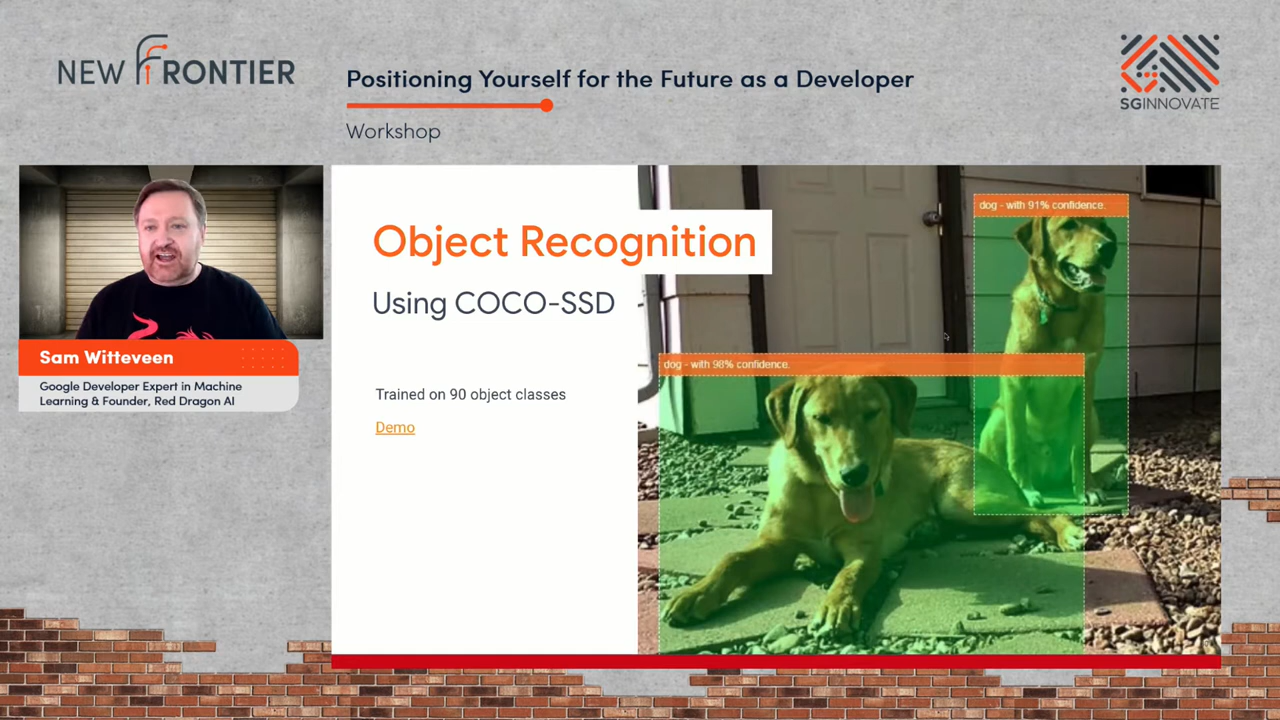 NEW FRONTIER
Positioning Yourself for the Future as a Developer
Workshop
SGINNOVATE
Sam Witteveen
Google Developer Expert in Machine
Learning & Founder, Red Dragon AI
Object Recognition
Using COCO-SSD
Trained on 90 object classes
Demo
dog - with 91% confidence.
dog - with 98% confidence.